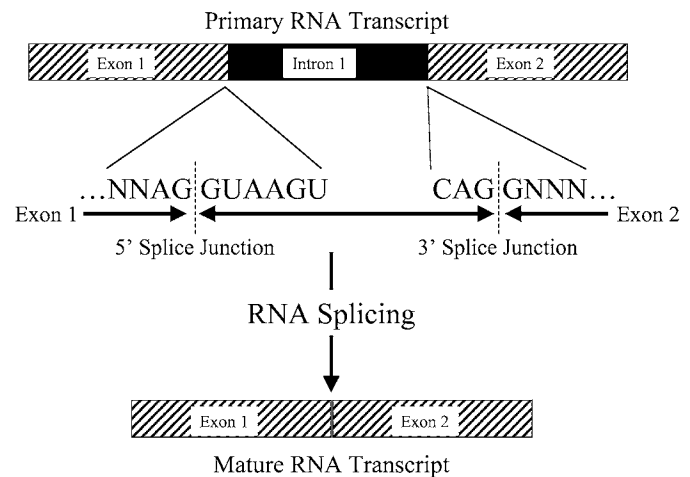 Primary RNA Transcript
Exon 1 Intron 1 Exon 2
…NNAG GUAAGU CAG GNNN…
Exon 1 Exon 2
5’ Splice Junction 3’ Splice Junction
RNA Splicing
Exon 1 Exon 2
Mature RNA Transcript